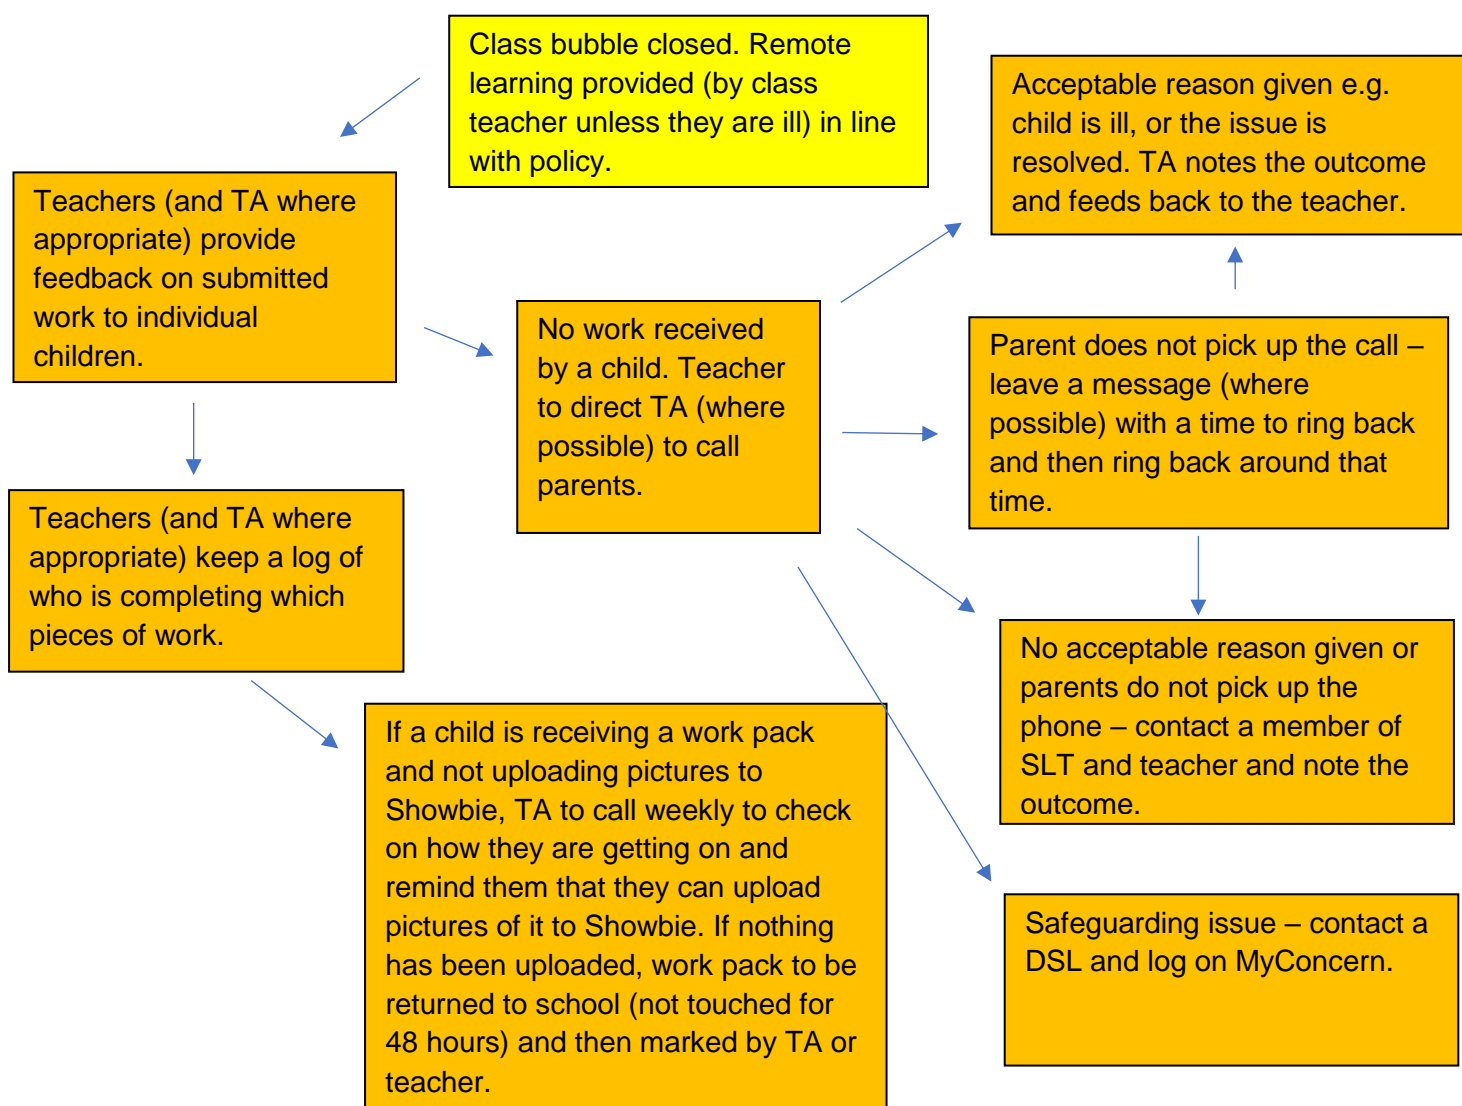 Class bubble closed. Remote
learning provided (by class
teacher unless they are ill) in line
with policy.
Teachers (and TA where
appropriate) provide
feedback on submitted
work to individual
children.
Teachers (and TA where
appropriate) keep a log of
who is completing which
pieces of work.
If a child is receiving a work pack
and not uploading pictures to
Showbie, TA to call weekly to check
on how they are getting on and
remind them that they can upload
pictures of it to Showbie. If nothing
has been uploaded, work pack to be
returned to school (not touched for
48 hours) and then marked by TA or
teacher.
No work received
by a child. Teacher
to direct TA (where
possible) to call
parents.
Acceptable reason given e.g.
child is ill, or the issue is
resolved. TA notes the outcome
and feeds back to the teacher.
Parent does not pick up the call –
leave a message (where
possible) with a time to ring back
and then ring back around that
time.
No acceptable reason given or
parents do not pick up the
phone – contact a member of
SLT and teacher and note the
outcome.
Safeguarding issue – contact a
DSL and log on MyConcern.